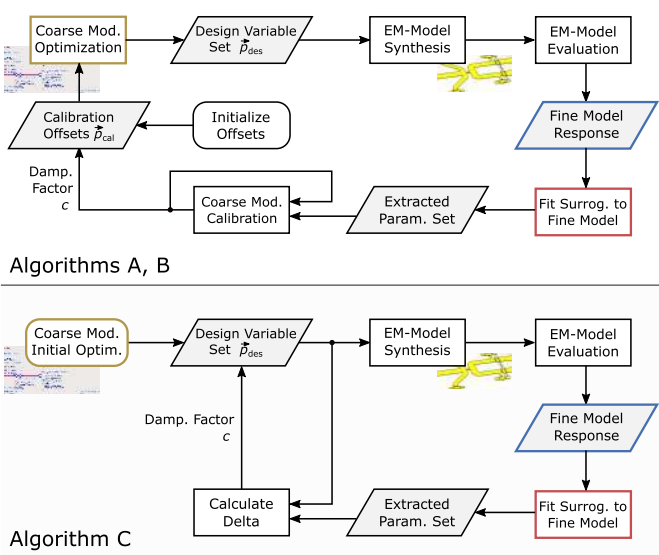 Coarse Mod.
Optimization
Design Variable
Set p⃗des
EM-Model
Synthesis
EM-Model
Evaluation
Calibration
Offsets p⃗cal
Initialize
Offsets
Fine Model
Response
Damp.
Factor
c
Coarse Mod.
Calibration
Extracted
Param. Set
Fit Surrog. to
Fine Model
Algorithms A, B
Coarse Mod.
Initial Optim.
Design Variable
Set p⃗des
EM-Model
Synthesis
EM-Model
Evaluation
Damp. Factor
c
Fine Model
Response
Calculate
Delta
Extracted
Param. Set
Fit Surrog. to
Fine Model
Algorithm C